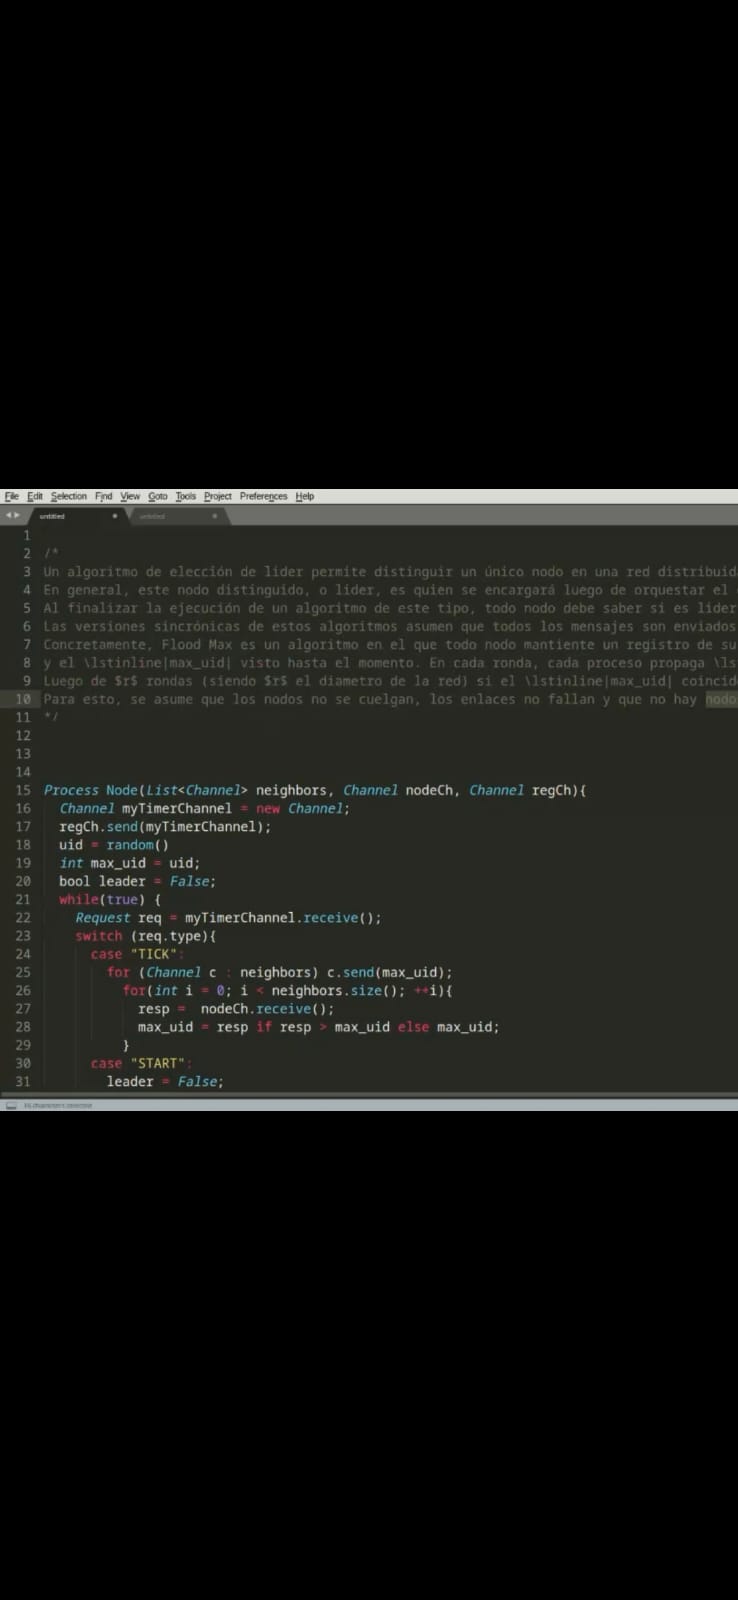 File Edit Selection Find View Goto Tools Project Preferences Help
untitled untitled
1
2 /*
3 Un algoritmo de elección de lider permite distinguir un único nodo en una red distribuid
4 En general, este nodo distinguido, o lider, es quien se encargará luego de orquestar el
5 Al finalizar la ejecución de un algoritmo de este tipo, todo nodo debe saber si es lider
6 Las versiones sincrónicas de estos algoritmos asumen que todos los mensajes son enviados
7 Concretamente, Flood Max es un algoritmo en el que todo nodo mantiente un registro de su
8 y el \lstinline|max_uid| visto hasta el momento. En cada ronda, cada proceso propaga \ls
9 Luego de $r$ rondas (siendo $r$ el diametro de la red) si el \lstinline|max_uid| coincid
10 Para esto, se asume que los nodos no se cuelgan, los enlaces no fallan y que no hay nodo
11 */
12
13
14
15 Process Node(List<Channel> neighbors, Channel nodeCh, Channel regCh){
16 Channel myTimerChannel = new Channel;
17 regCh.send(myTimerChannel);
18 uid = random()
19 int max_uid = uid;
20 bool leader = False;
21 while(true) {
22 Request req = myTimerChannel.receive();
23 switch (req.type){
24 case "TICK":
25 for (Channel c : neighbors) c.send(max_uid);
26 for(int i = 0; i < neighbors.size(); ++i){
27 resp = nodeCh.receive();
28 max_uid = resp if resp > max_uid else max_uid;
29 }
30 case "START":
31 leader = False;